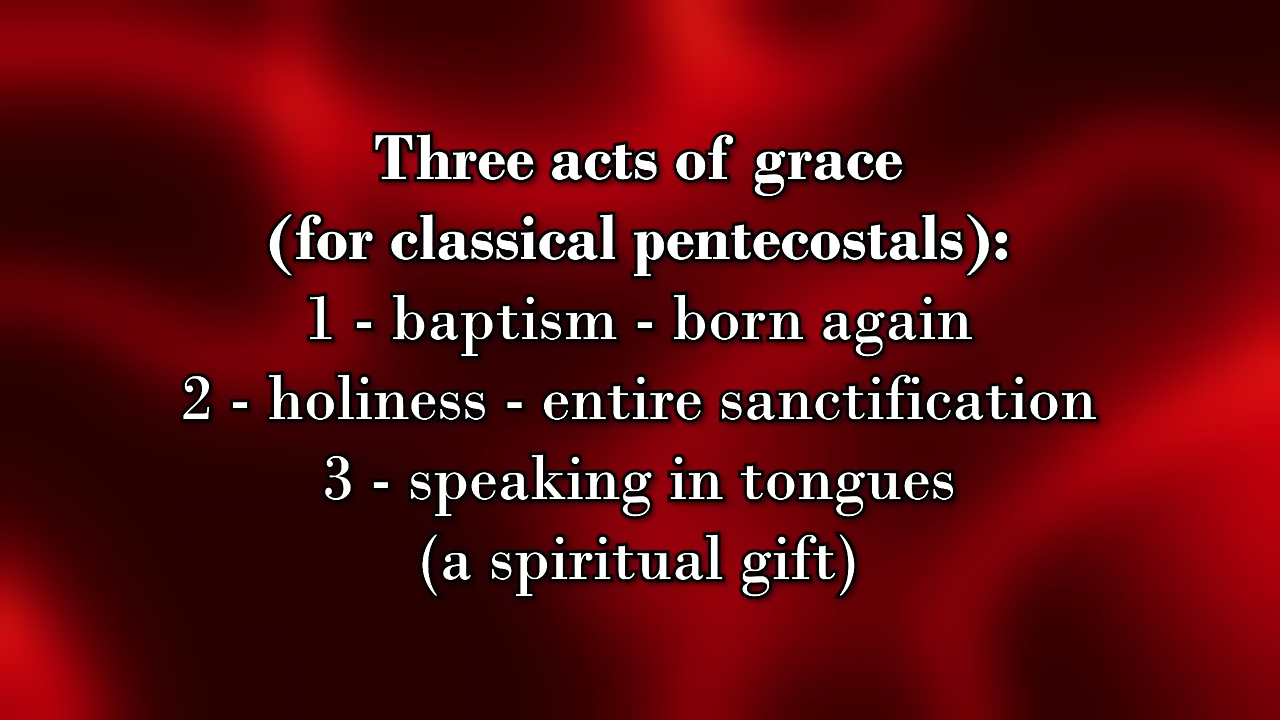 Three acts of grace
(for classical pentecostals):
1 - baptism - born again
2 - holiness - entire sanctification
3 - speaking in tongues
(a spiritual gift)